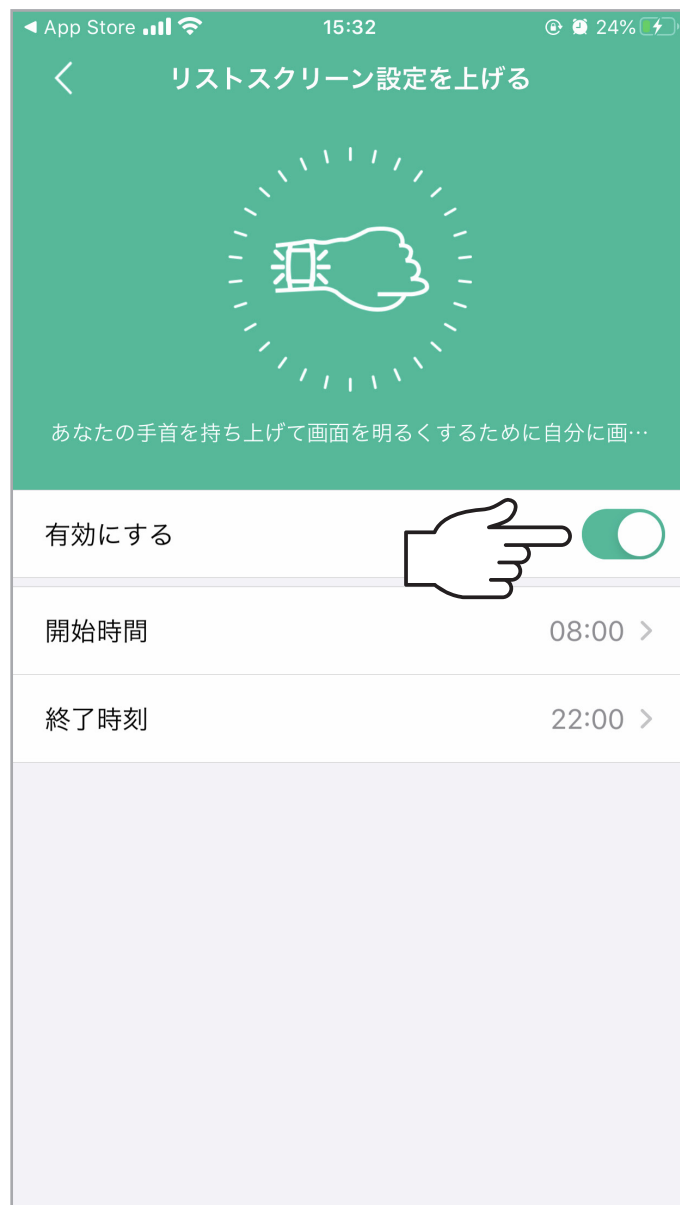 ◀ App Store 15:32 24%
リストスクリーン設定を上げる
あなたの手首を持ち上げて画面を明るくするために自分に画…
有効にする
開始時間 08:00
終了時刻 22:00